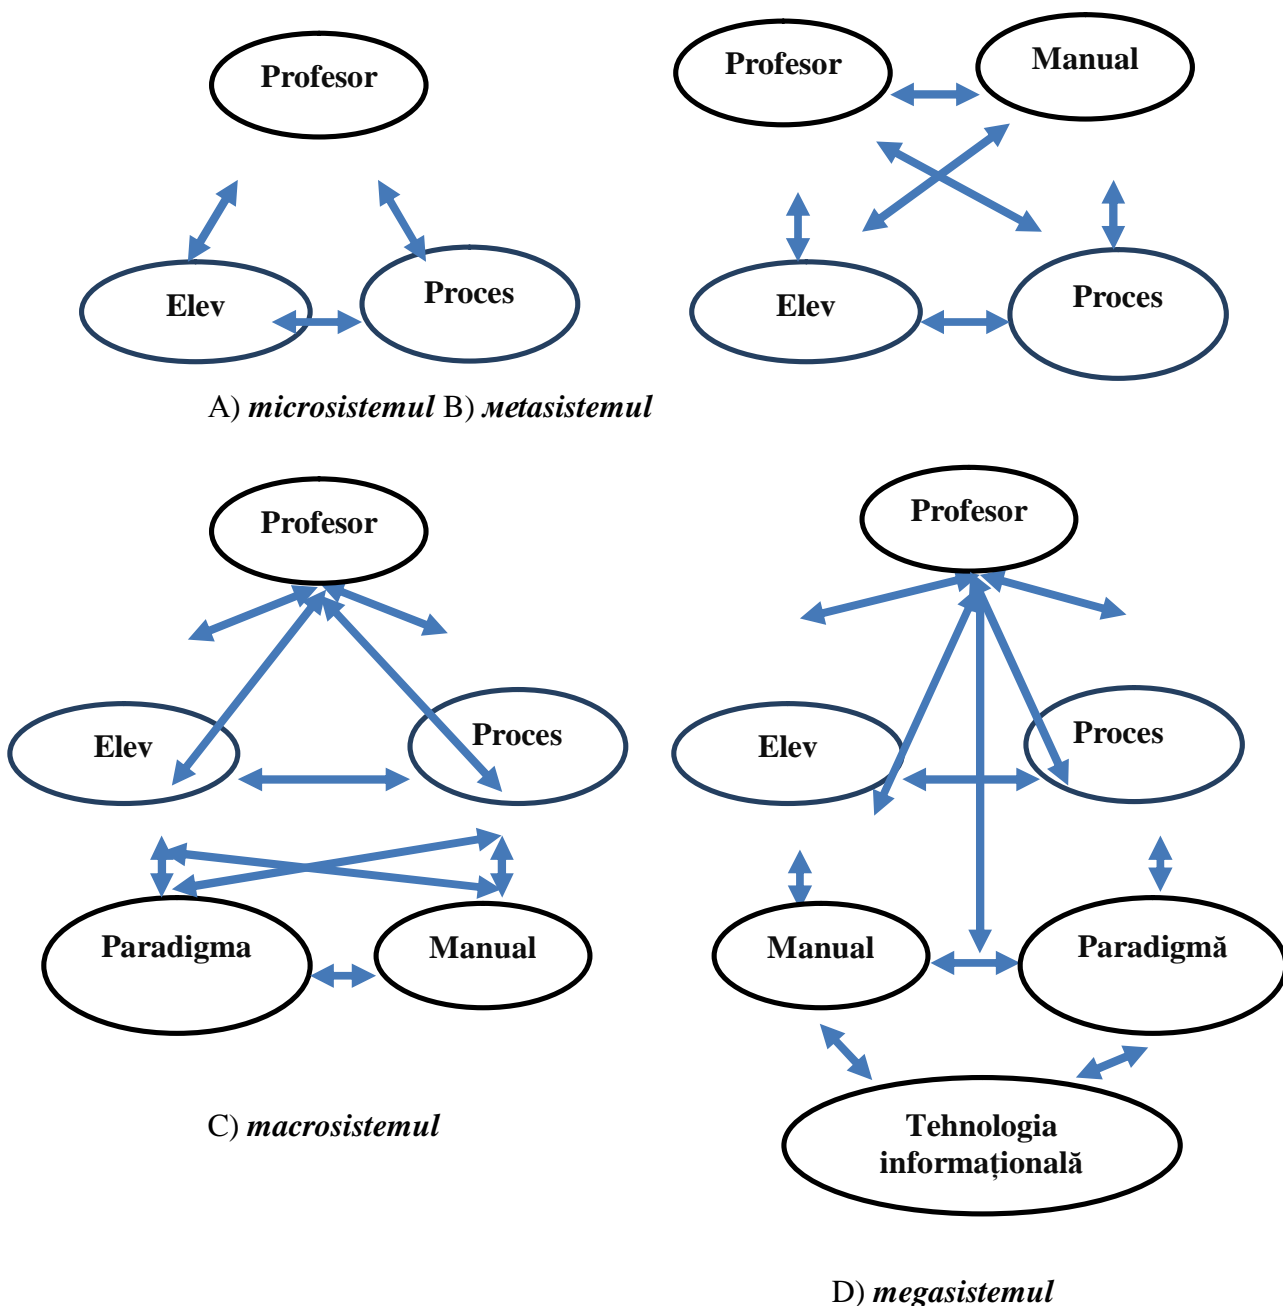 Profesor
Elev
Proces
Profesor
Manual
Elev
Proces
A) microsistemul B) мetasistemul
Profesor
Elev
Proces
Paradigma
Manual
C) macrosistemul
Profesor
Elev
Proces
Manual
Paradigmă
Tehnologia
informațională
D) megasistemul